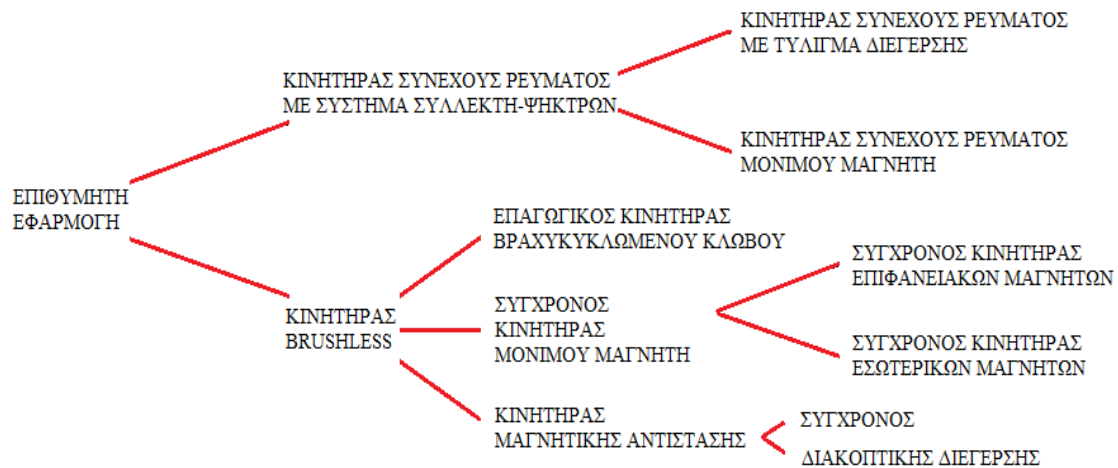 ΚΙΝΗΤΗΡΑΣ ΣΥΝΕΧΟΥΣ ΡΕΥΜΑΤΟΣ
ΜΕ ΤΥΛΙΓΜΑ ΔΙΕΓΕΡΣΗΣ
ΚΙΝΗΤΗΡΑΣ ΣΥΝΕΧΟΥΣ ΡΕΥΜΑΤΟΣ
ΜΕ ΣΥΣΤΗΜΑ ΣΥΛΛΕΚΤΗ-ΨΗΚΤΡΩΝ
ΚΙΝΗΤΗΡΑΣ ΣΥΝΕΧΟΥΣ ΡΕΥΜΑΤΟΣ
ΜΟΝΙΜΟΥ ΜΑΓΝΗΤΗ
ΕΠΙΘΥΜΗΤΗ
ΕΦΑΡΜΟΓΗ
ΕΠΑΓΩΓΙΚΟΣ ΚΙΝΗΤΗΡΑΣ
ΒΡΑΧΥΚΥΚΛΩΜΕΝΟΥ ΚΛΩΒΟΥ
ΣΥΓΧΡΟΝΟΣ ΚΙΝΗΤΗΡΑΣ
ΕΠΙΦΑΝΕΙΑΚΩΝ ΜΑΓΝΗΤΩΝ
ΚΙΝΗΤΗΡΑΣ
BRUSHLESS
ΣΥΓΧΡΟΝΟΣ
ΚΙΝΗΤΗΡΑΣ
ΜΟΝΙΜΟΥ ΜΑΓΝΗΤΗ
ΣΥΓΧΡΟΝΟΣ ΚΙΝΗΤΗΡΑΣ
ΕΣΩΤΕΡΙΚΩΝ ΜΑΓΝΗΤΩΝ
ΚΙΝΗΤΗΡΑΣ
ΜΑΓΝΗΤΙΚΗΣ ΑΝΤΙΣΤΑΣΗΣ
ΣΥΓΧΡΟΝΟΣ
ΔΙΑΚΟΠΤΙΚΗΣ ΔΙΕΓΕΡΣΗΣ